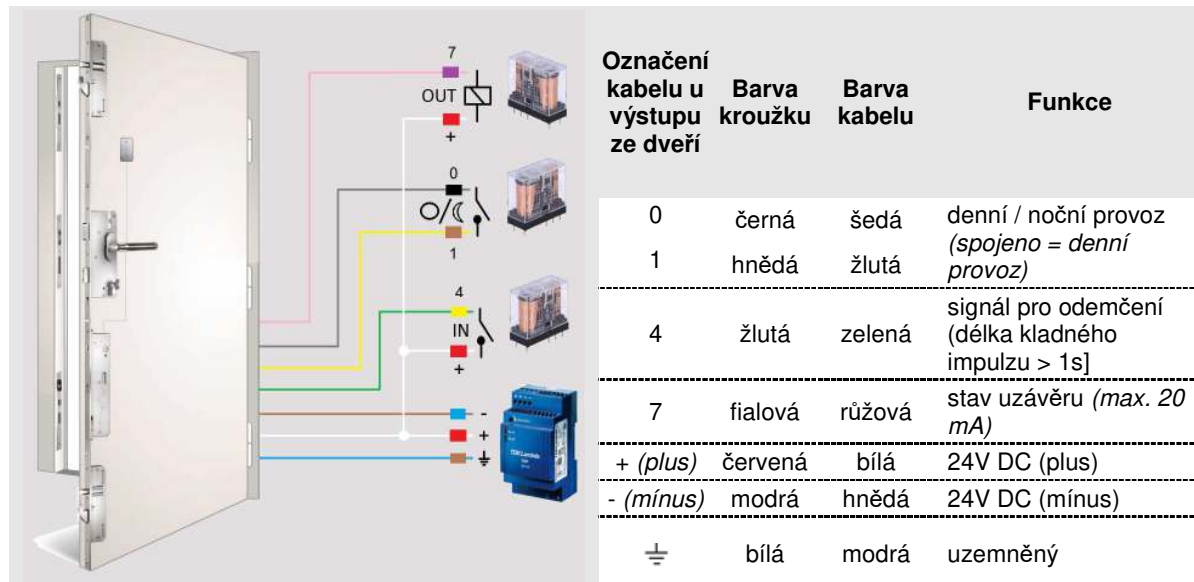 7
OUT
+
0
1
4
IN
+
-
+
Označení
kabelu u
výstupu
ze dveří
Barva
kroužku
Barva
kabelu
Funkce
0 černá šedá denní / noční provoz
(spojeno = denní
provoz)
1 hnědá žlutá
4 žlutá zelená signál pro odemčení
(délka kladného
impulzu > 1s]
7 fialová růžová stav uzávěru (max. 20
mA)
+ (plus) červená bílá 24V DC (plus)
- (mínus) modrá hnědá 24V DC (mínus)
bílá modrá uzemněný